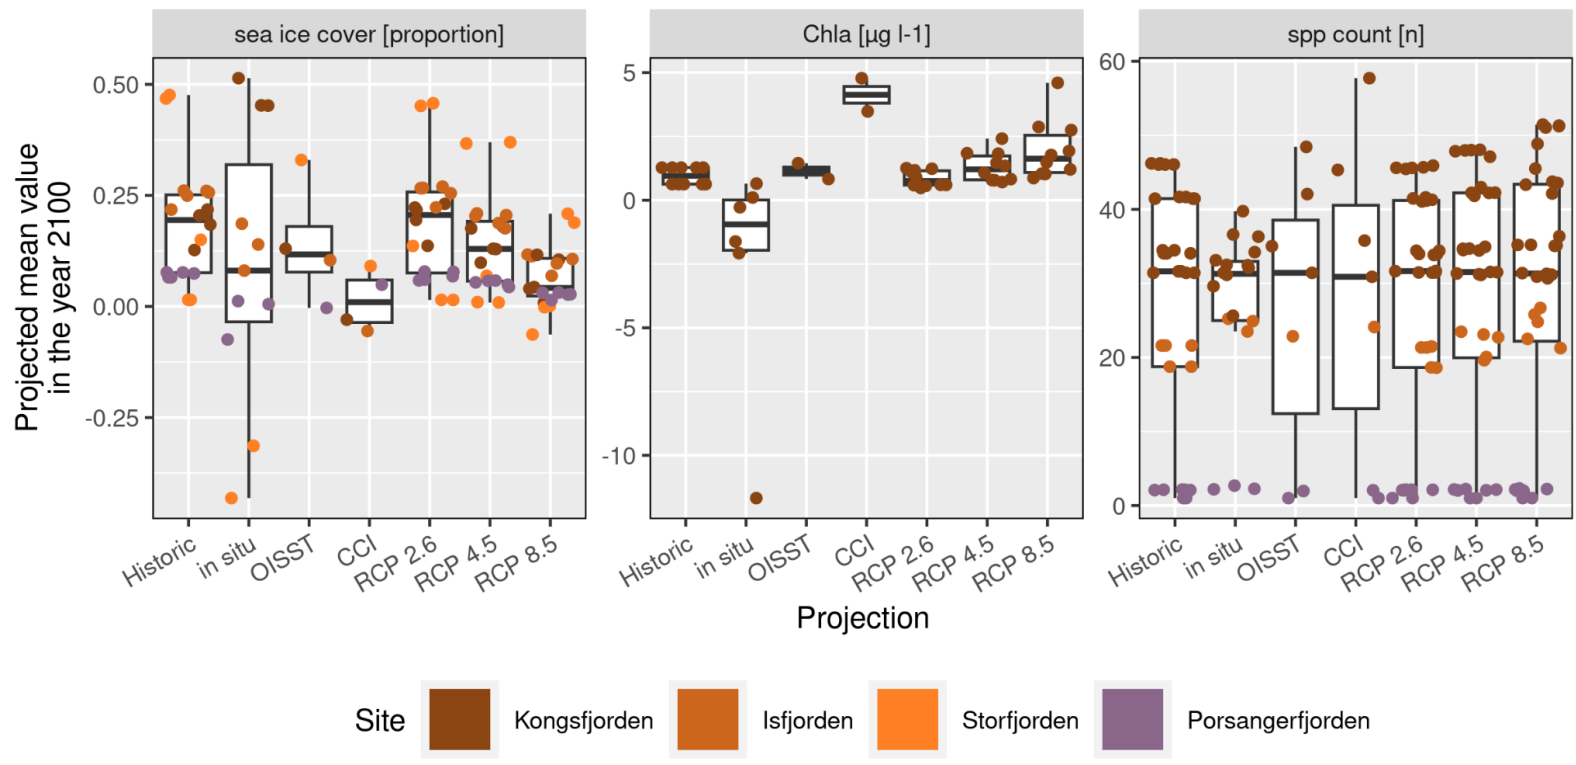 sea ice cover [proportion]
Chla [µg l-1]
spp count [n]
Projected mean value
in the year 2100
0.50
0.25
0.00
-0.25
5
0
-5
-10
60
40
20
0
Historic
in situ
OISST
CCI
RCP 2.6
RCP 4.5
RCP 8.5
Historic
in situ
OISST
CCI
RCP 2.6
RCP 4.5
RCP 8.5
Historic
in situ
OISST
CCI
RCP 2.6
RCP 4.5
RCP 8.5
Projection
Site
Kongsfjorden
Isfjorden
Storfjorden
Porsangerfjorden